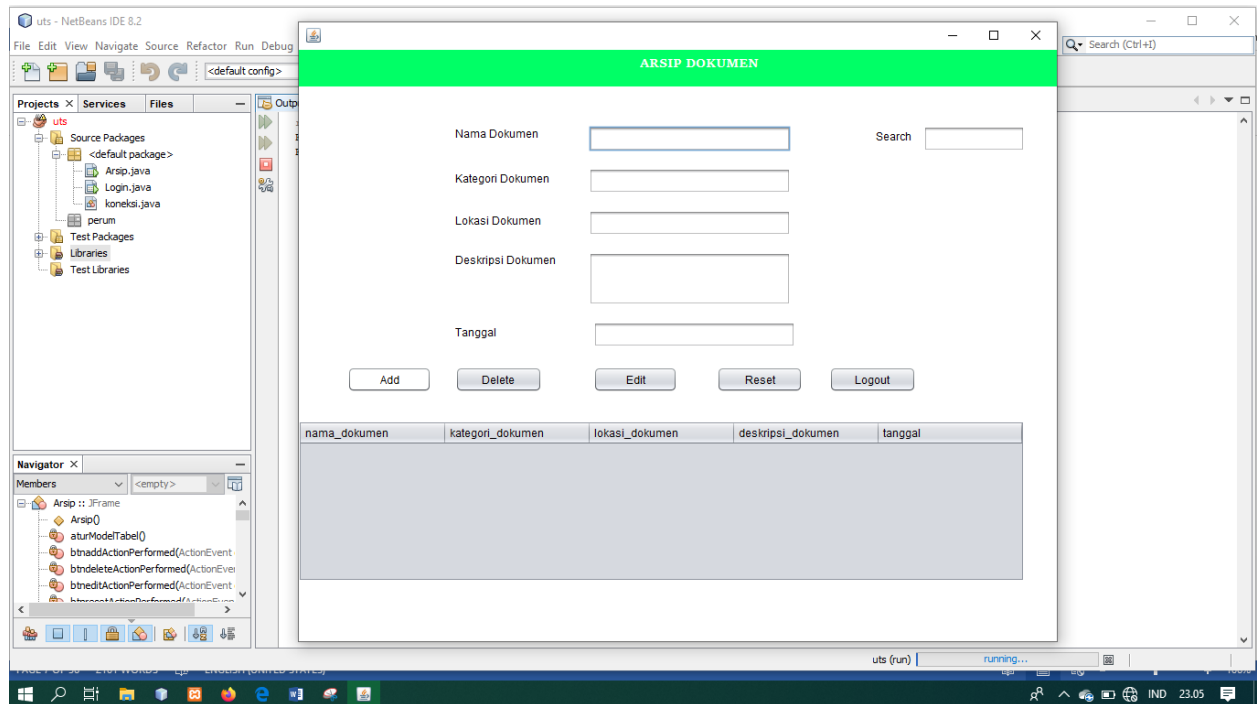 uts - NetBeans IDE 8.2
File Edit View Navigate Source Refactor Run Debug
Search (Ctrl+I)
<default config>
ARSIP DOKUMEN
Projects Services Files
uts
Source Packages
<default package>
Arsip.java
Login.java
koneksi.java
perum
Test Packages
Libraries
Test Libraries
Outp
Nama Dokumen
Search
Kategori Dokumen
Lokasi Dokumen
Deskripsi Dokumen
Tanggal
Add Delete Edit Reset Logout
nama_dokumen kategori_dokumen lokasi_dokumen deskripsi_dokumen tanggal
Navigator
Members <empty>
Arsip :: JFrame
Arsip()
aturModelTabel()
btnaddActionPerformed(ActionEvent
btndeleteActionPerformed(ActionEve
btneditActionPerformed(ActionEvent
uts (run) running...
IND 23.05